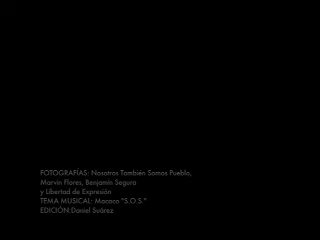 FOTOGRAFÍAS: Nosotros También Somos Pueblo,
Marvin Flores, Benjamín Segura
y Libertad de Expresión
TEMA MUSICAL: Macaco "S.O.S."
EDICIÓN:Daniel Suárez